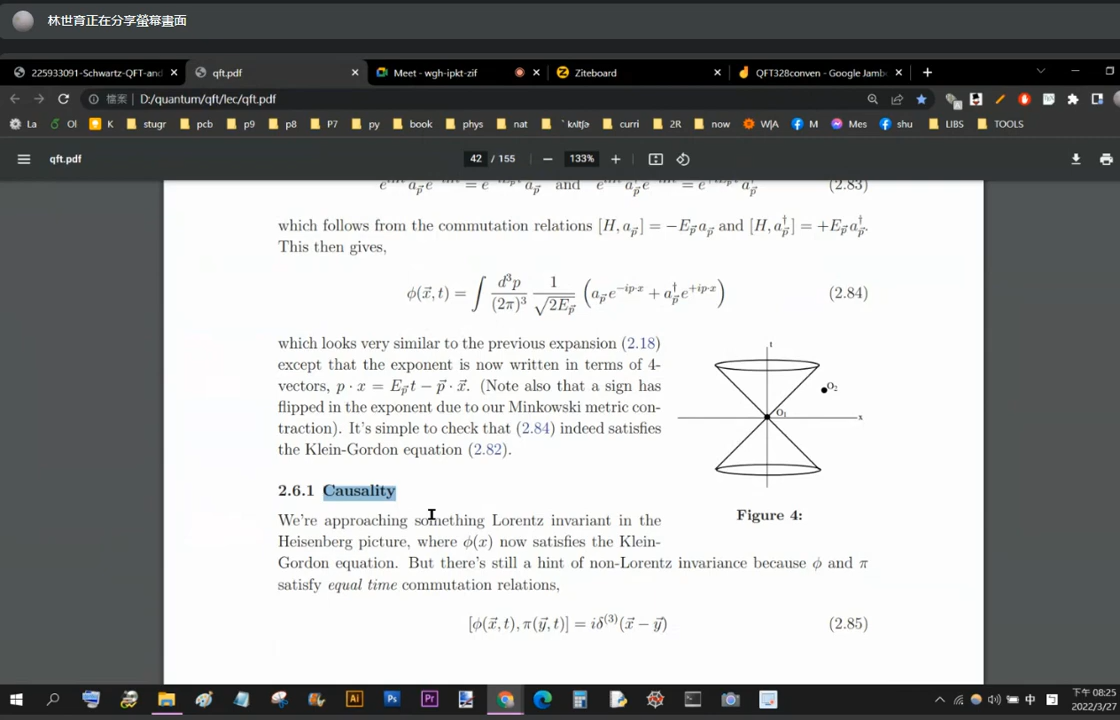 林世育正在分享螢幕畫面
225933091-Schwartz-QFT-and
qft.pdf
Meet - wgh-ipkt-zif
Ziteboard
QFT328conven - Google Jamb
檔案 D:/quantum/qft/lec/qft.pdf
La Ol K stugr pcb p9 p8 P7 py book phys nat `kʌltʃə curri 2R now W|A M Mes shu LIBS TOOLS
qft.pdf
42 / 155
133%
(2.83)
which follows from the commutation relations [H, a_p⃗] = −E_p⃗ a_p⃗ and [H, a†_p⃗] = +E_p⃗ a†_p⃗.
This then gives,
ϕ(x⃗, t) = ∫ d³p/(2π)³ 1/√(2E_p⃗) (a_p⃗ e^{−ip·x} + a†_p⃗ e^{+ip·x}) (2.84)
which looks very similar to the previous expansion (2.18)
except that the exponent is now written in terms of 4-
vectors, p · x = E_p⃗ t − p⃗ · x⃗. (Note also that a sign has
flipped in the exponent due to our Minkowski metric con-
traction). It's simple to check that (2.84) indeed satisfies
the Klein-Gordon equation (2.82).
t
O₂
O₁
x
Figure 4:
2.6.1 Causality
We're approaching something Lorentz invariant in the
Heisenberg picture, where ϕ(x) now satisfies the Klein-
Gordon equation. But there's still a hint of non-Lorentz invariance because ϕ and π
satisfy equal time commutation relations,
[ϕ(x⃗, t), π(y⃗, t)] = iδ⁽³⁾(x⃗ − y⃗) (2.85)
Ai
Ps
Pr
中
下午 08:25
2022/3/27